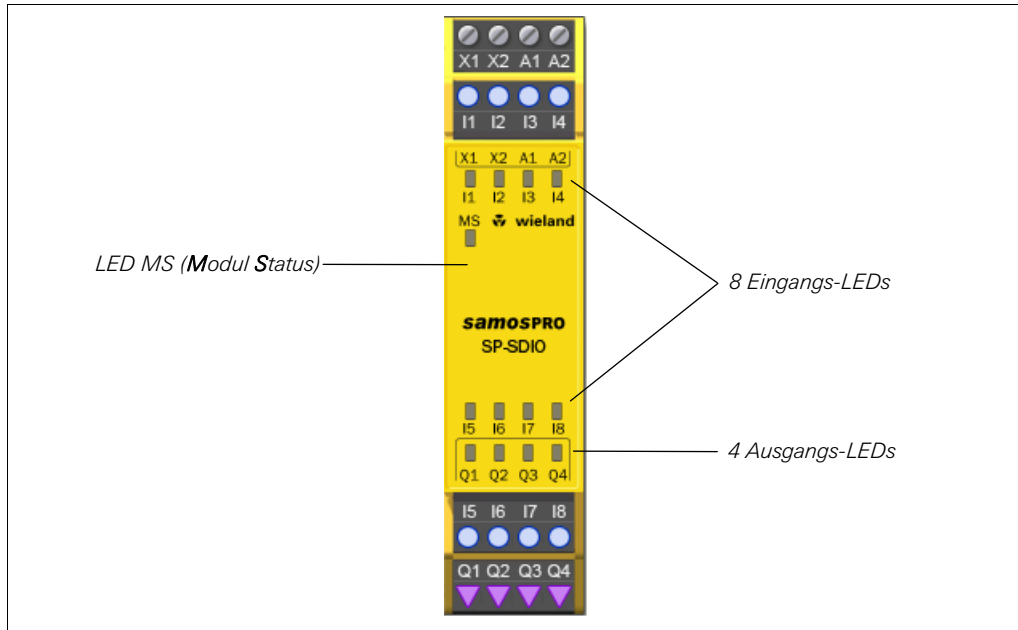 X1 X2 A1 A2
I1 I2 I3 I4
X1 X2 A1 A2
I1 I2 I3 I4
MS wieland
LED MS (Modul Status)
8 Eingangs-LEDs
samosPRO
SP-SDIO
I5 I6 I7 I8
4 Ausgangs-LEDs
Q1 Q2 Q3 Q4
I5 I6 I7 I8
Q1 Q2 Q3 Q4